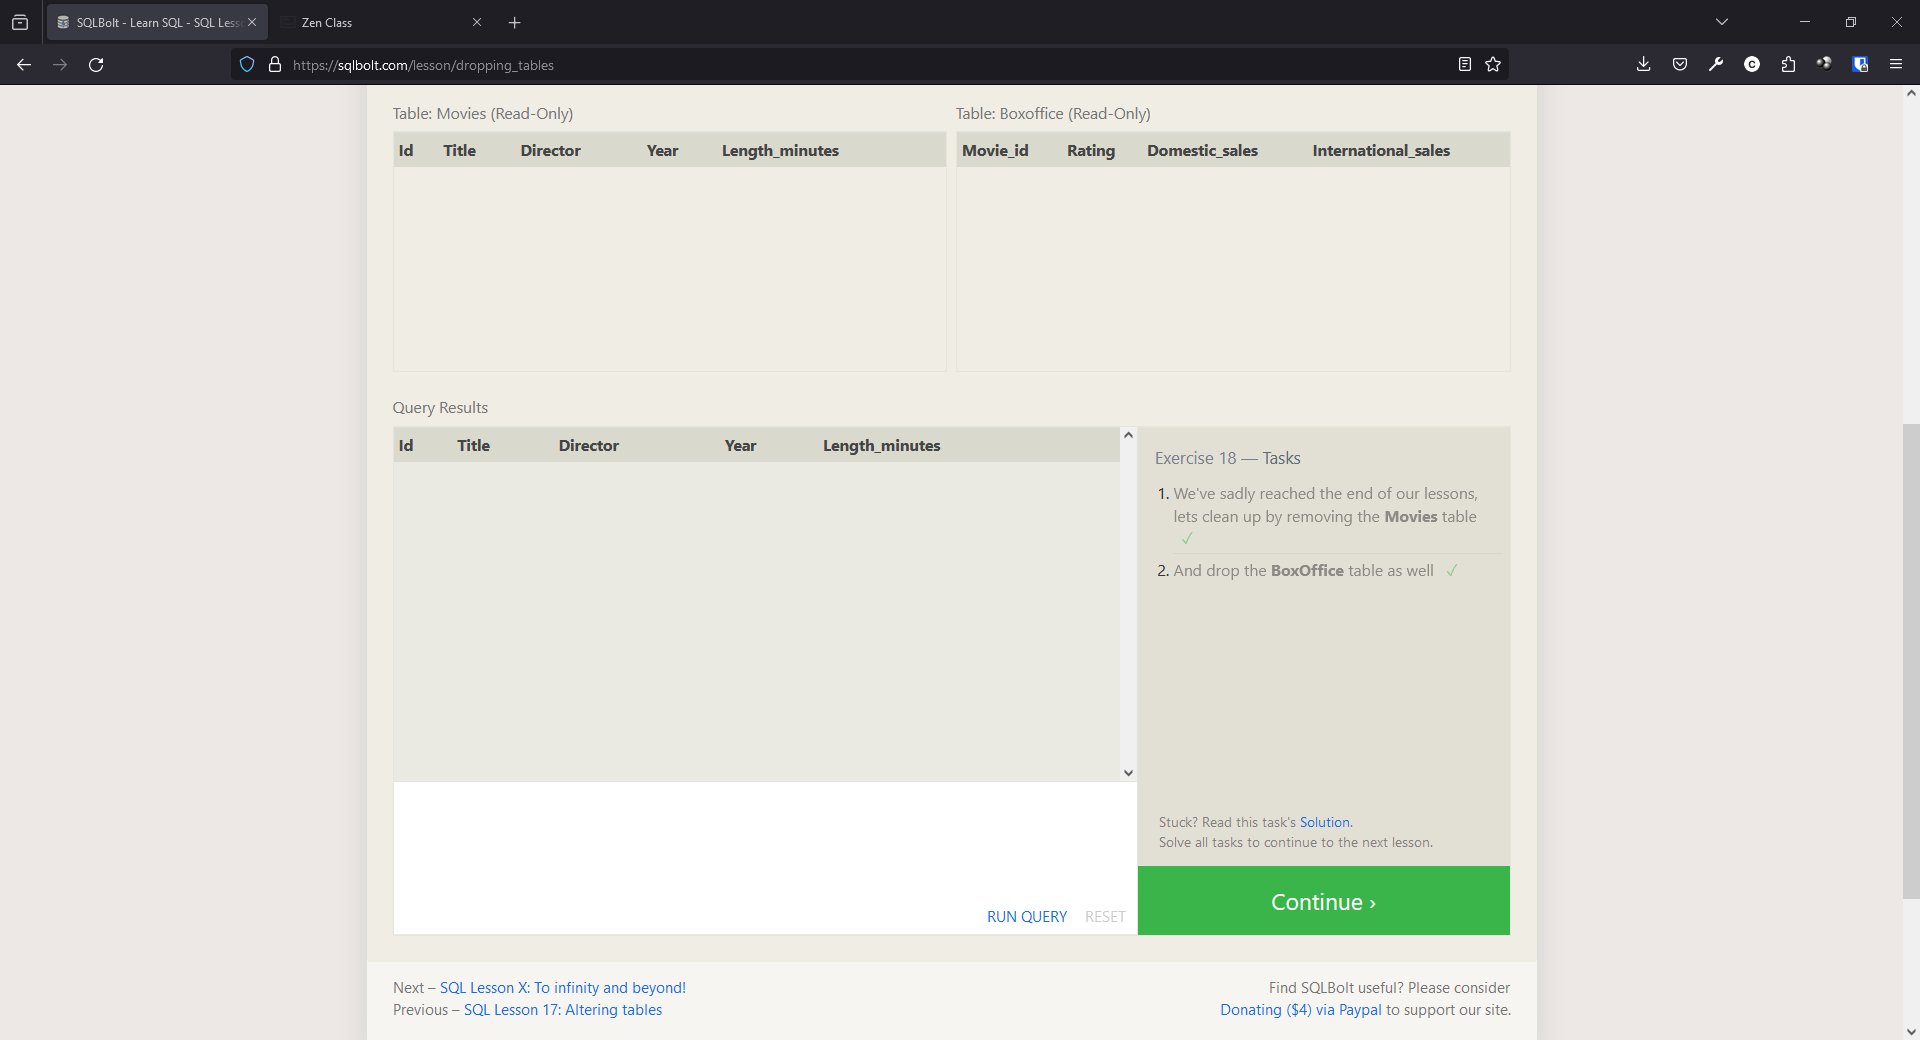 SQLBolt - Learn SQL - SQL Less
Zen Class
https://sqlbolt.com/lesson/dropping_tables
Table: Movies (Read-Only)
Id Title Director Year Length_minutes
Table: Boxoffice (Read-Only)
Movie_id Rating Domestic_sales International_sales
Query Results
Id Title Director Year Length_minutes
Exercise 18 — Tasks
1. We've sadly reached the end of our lessons,
lets clean up by removing the Movies table
✓
2. And drop the BoxOffice table as well ✓
Stuck? Read this task's Solution.
Solve all tasks to continue to the next lesson.
RUN QUERY RESET
Continue ›
Next – SQL Lesson X: To infinity and beyond!
Previous – SQL Lesson 17: Altering tables
Find SQLBolt useful? Please consider
Donating ($4) via Paypal to support our site.